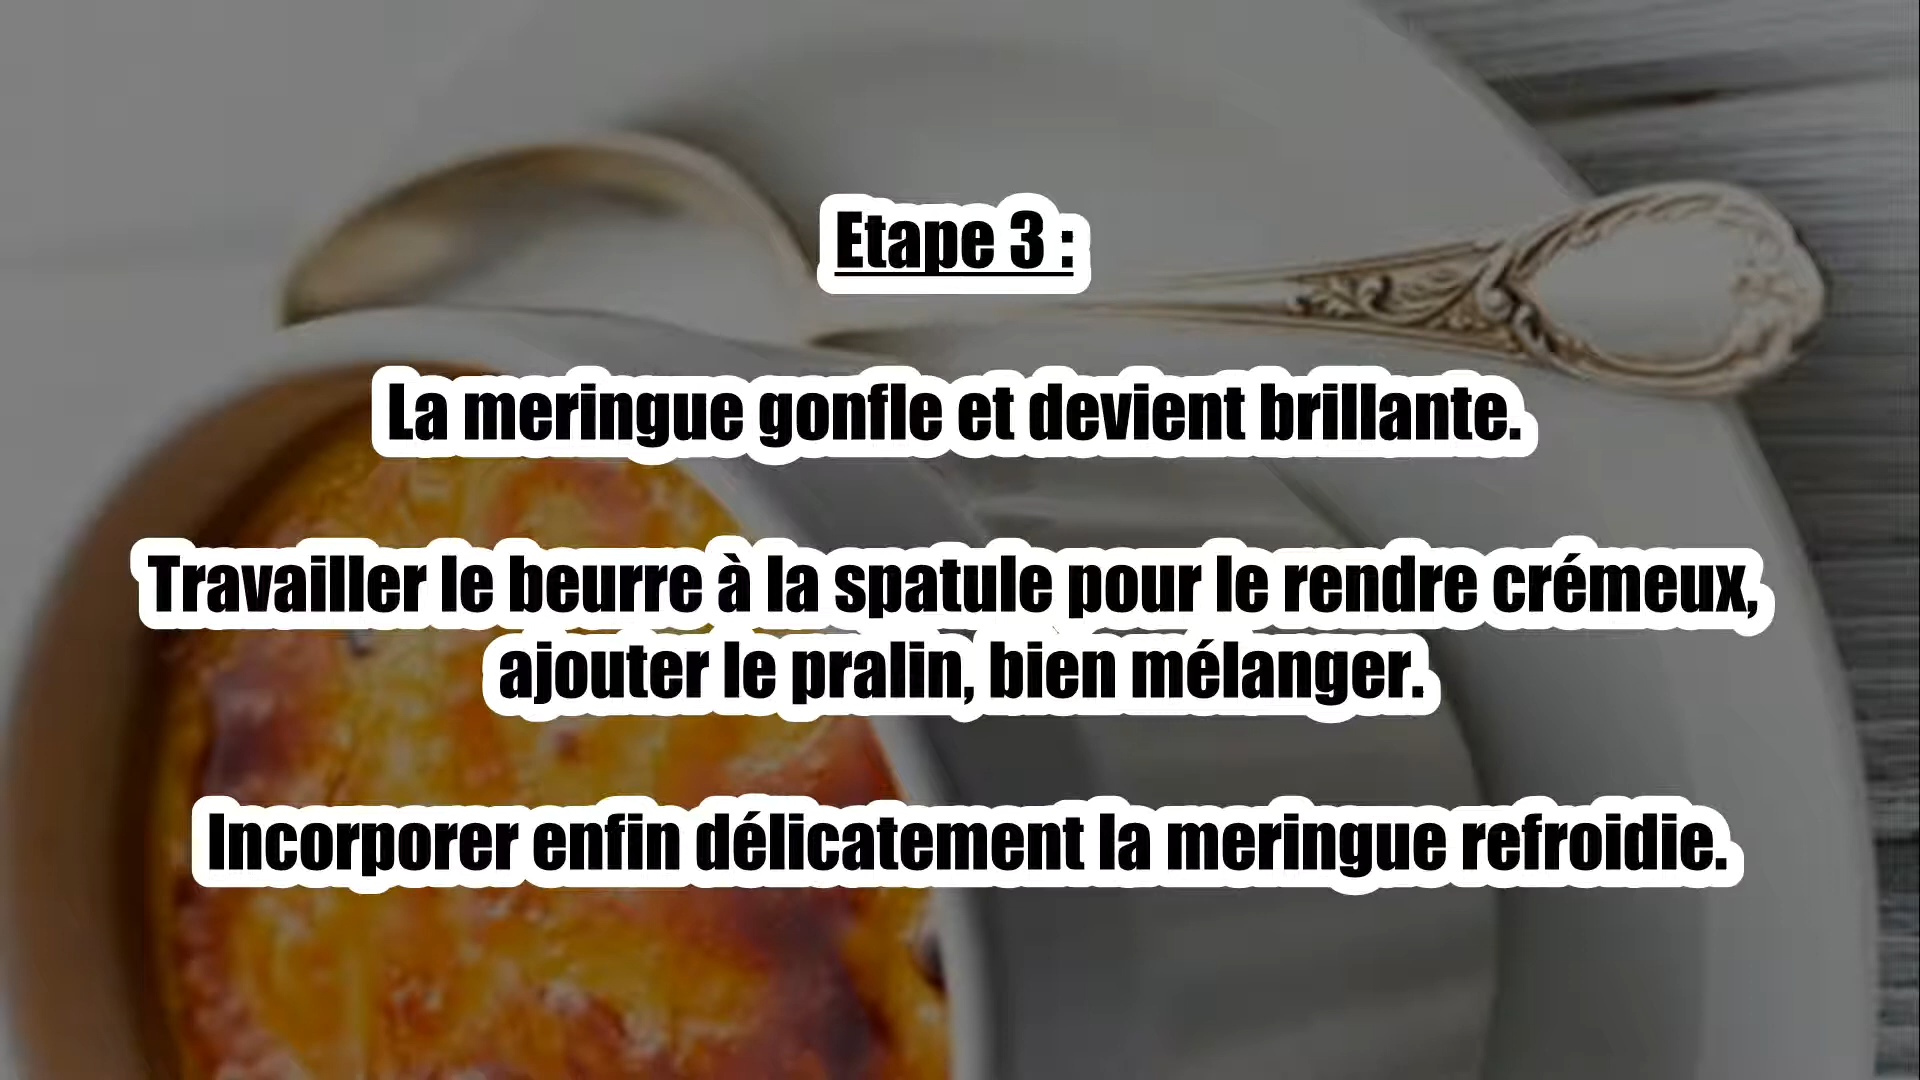 Etape 3 :
La meringue gonfle et devient brillante.
Travailler le beurre à la spatule pour le rendre crémeux,
ajouter le pralin, bien mélanger.
Incorporer enfin délicatement la meringue refroidie.